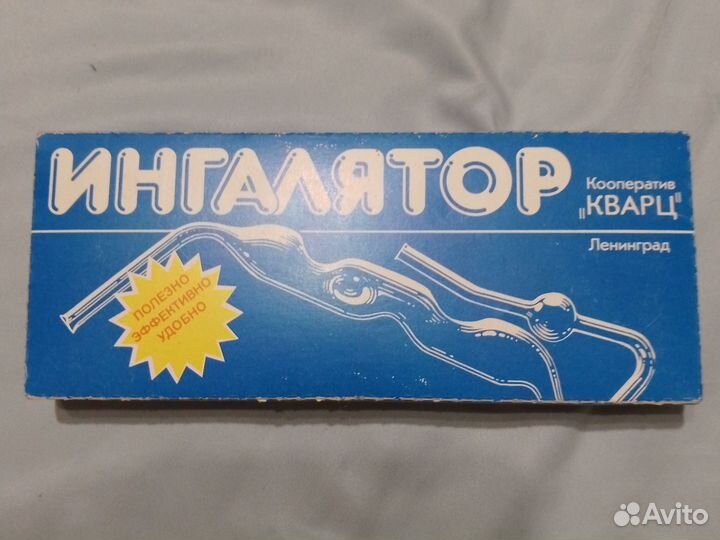 ИНГАЛЯТОР
Кооператив
„КВАРЦ"
Ленинград
ПОЛЕЗНО
ЭФФЕКТИВНО
УДОБНО
Avito